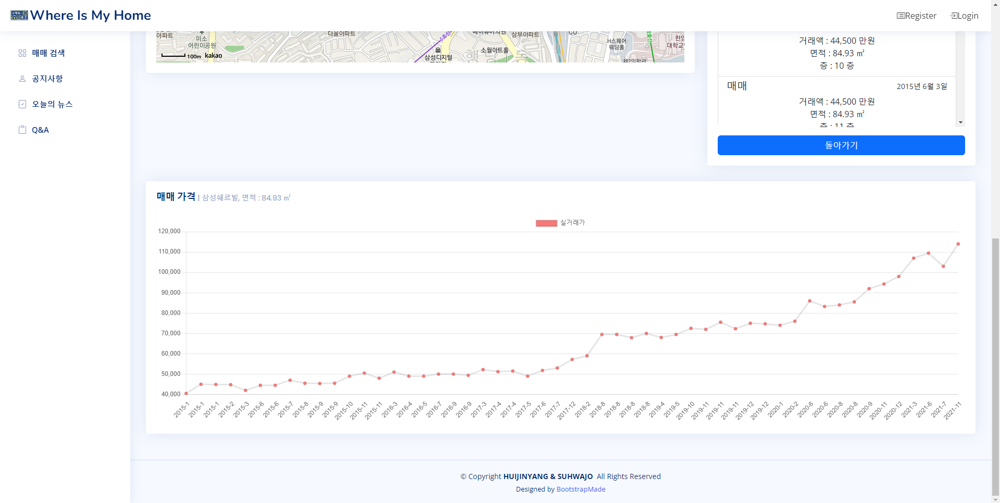 Where Is My Home
Register
Login
매매 검색
공지사항
오늘의 뉴스
Q&A
아파트
미소
어린이공원
다울아파트
5호선
삼부아파트
CU
소월아트홀
삼성디지털
H스퀘어
웨딩홀
2호선
한양
대학교
제2의학관
100m kakao
거래액 : 44,500 만원
면적 : 84.93 ㎡
층 : 10 층
매매
2015년 6월 3일
거래액 : 44,500 만원
면적 : 84.93 ㎡
층 : 11 층
돌아가기
매매 가격 | 삼성쉐르빌, 면적 : 84.93 ㎡
실거래가
120,000
110,000
100,000
90,000
80,000
70,000
60,000
50,000
40,000
2015-1 2015-1 2015-1 2015-2 2015-3 2015-6 2015-6 2015-7 2015-8 2015-9 2015-9 2015-10 2015-11 2015-11 2016-3 2016-4 2016-5 2016-7 2016-9 2016-9 2017-3 2017-4 2017-4 2017-5 2017-6 2017-7 2017-12 2018-2 2018-8 2018-8 2018-8 2018-8 2019-4 2019-5 2019-10 2019-11 2019-11 2019-11 2019-12 2019-12 2020-1 2020-2 2020-6 2020-6 2020-8 2020-8 2020-9 2020-11 2020-12 2021-3 2021-6 2021-7 2021-11
© Copyright HUIJINYANG & SUHWAJO All Rights Reserved
Designed by BootstrapMade